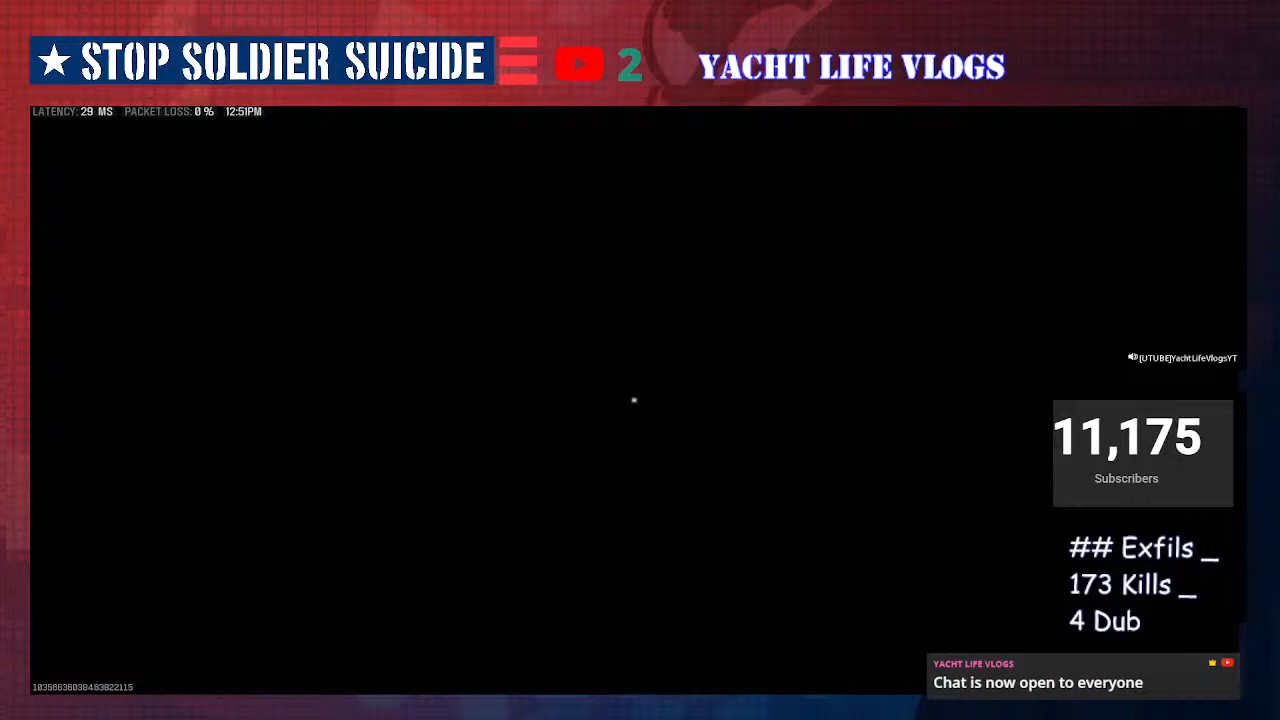 STOP SOLDIER SUICIDE
2
YACHT LIFE VLOGS
LATENCY: 29 MS PACKET LOSS: 0 % 12:51PM
[UTUBE]YachtLifeVlogsYT
11,175
Subscribers
## Exfils _
173 Kills _
4 Dub
YACHT LIFE VLOGS
Chat is now open to everyone